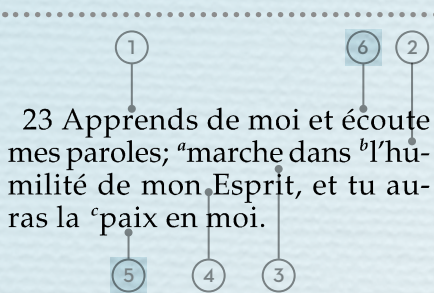 1 6 2
23 Apprends de moi et écoute
mes paroles; ᵃmarche dans ᵇl’hu-
milité de mon Esprit, et tu au-
ras la ᶜpaix en moi.
5 4 3